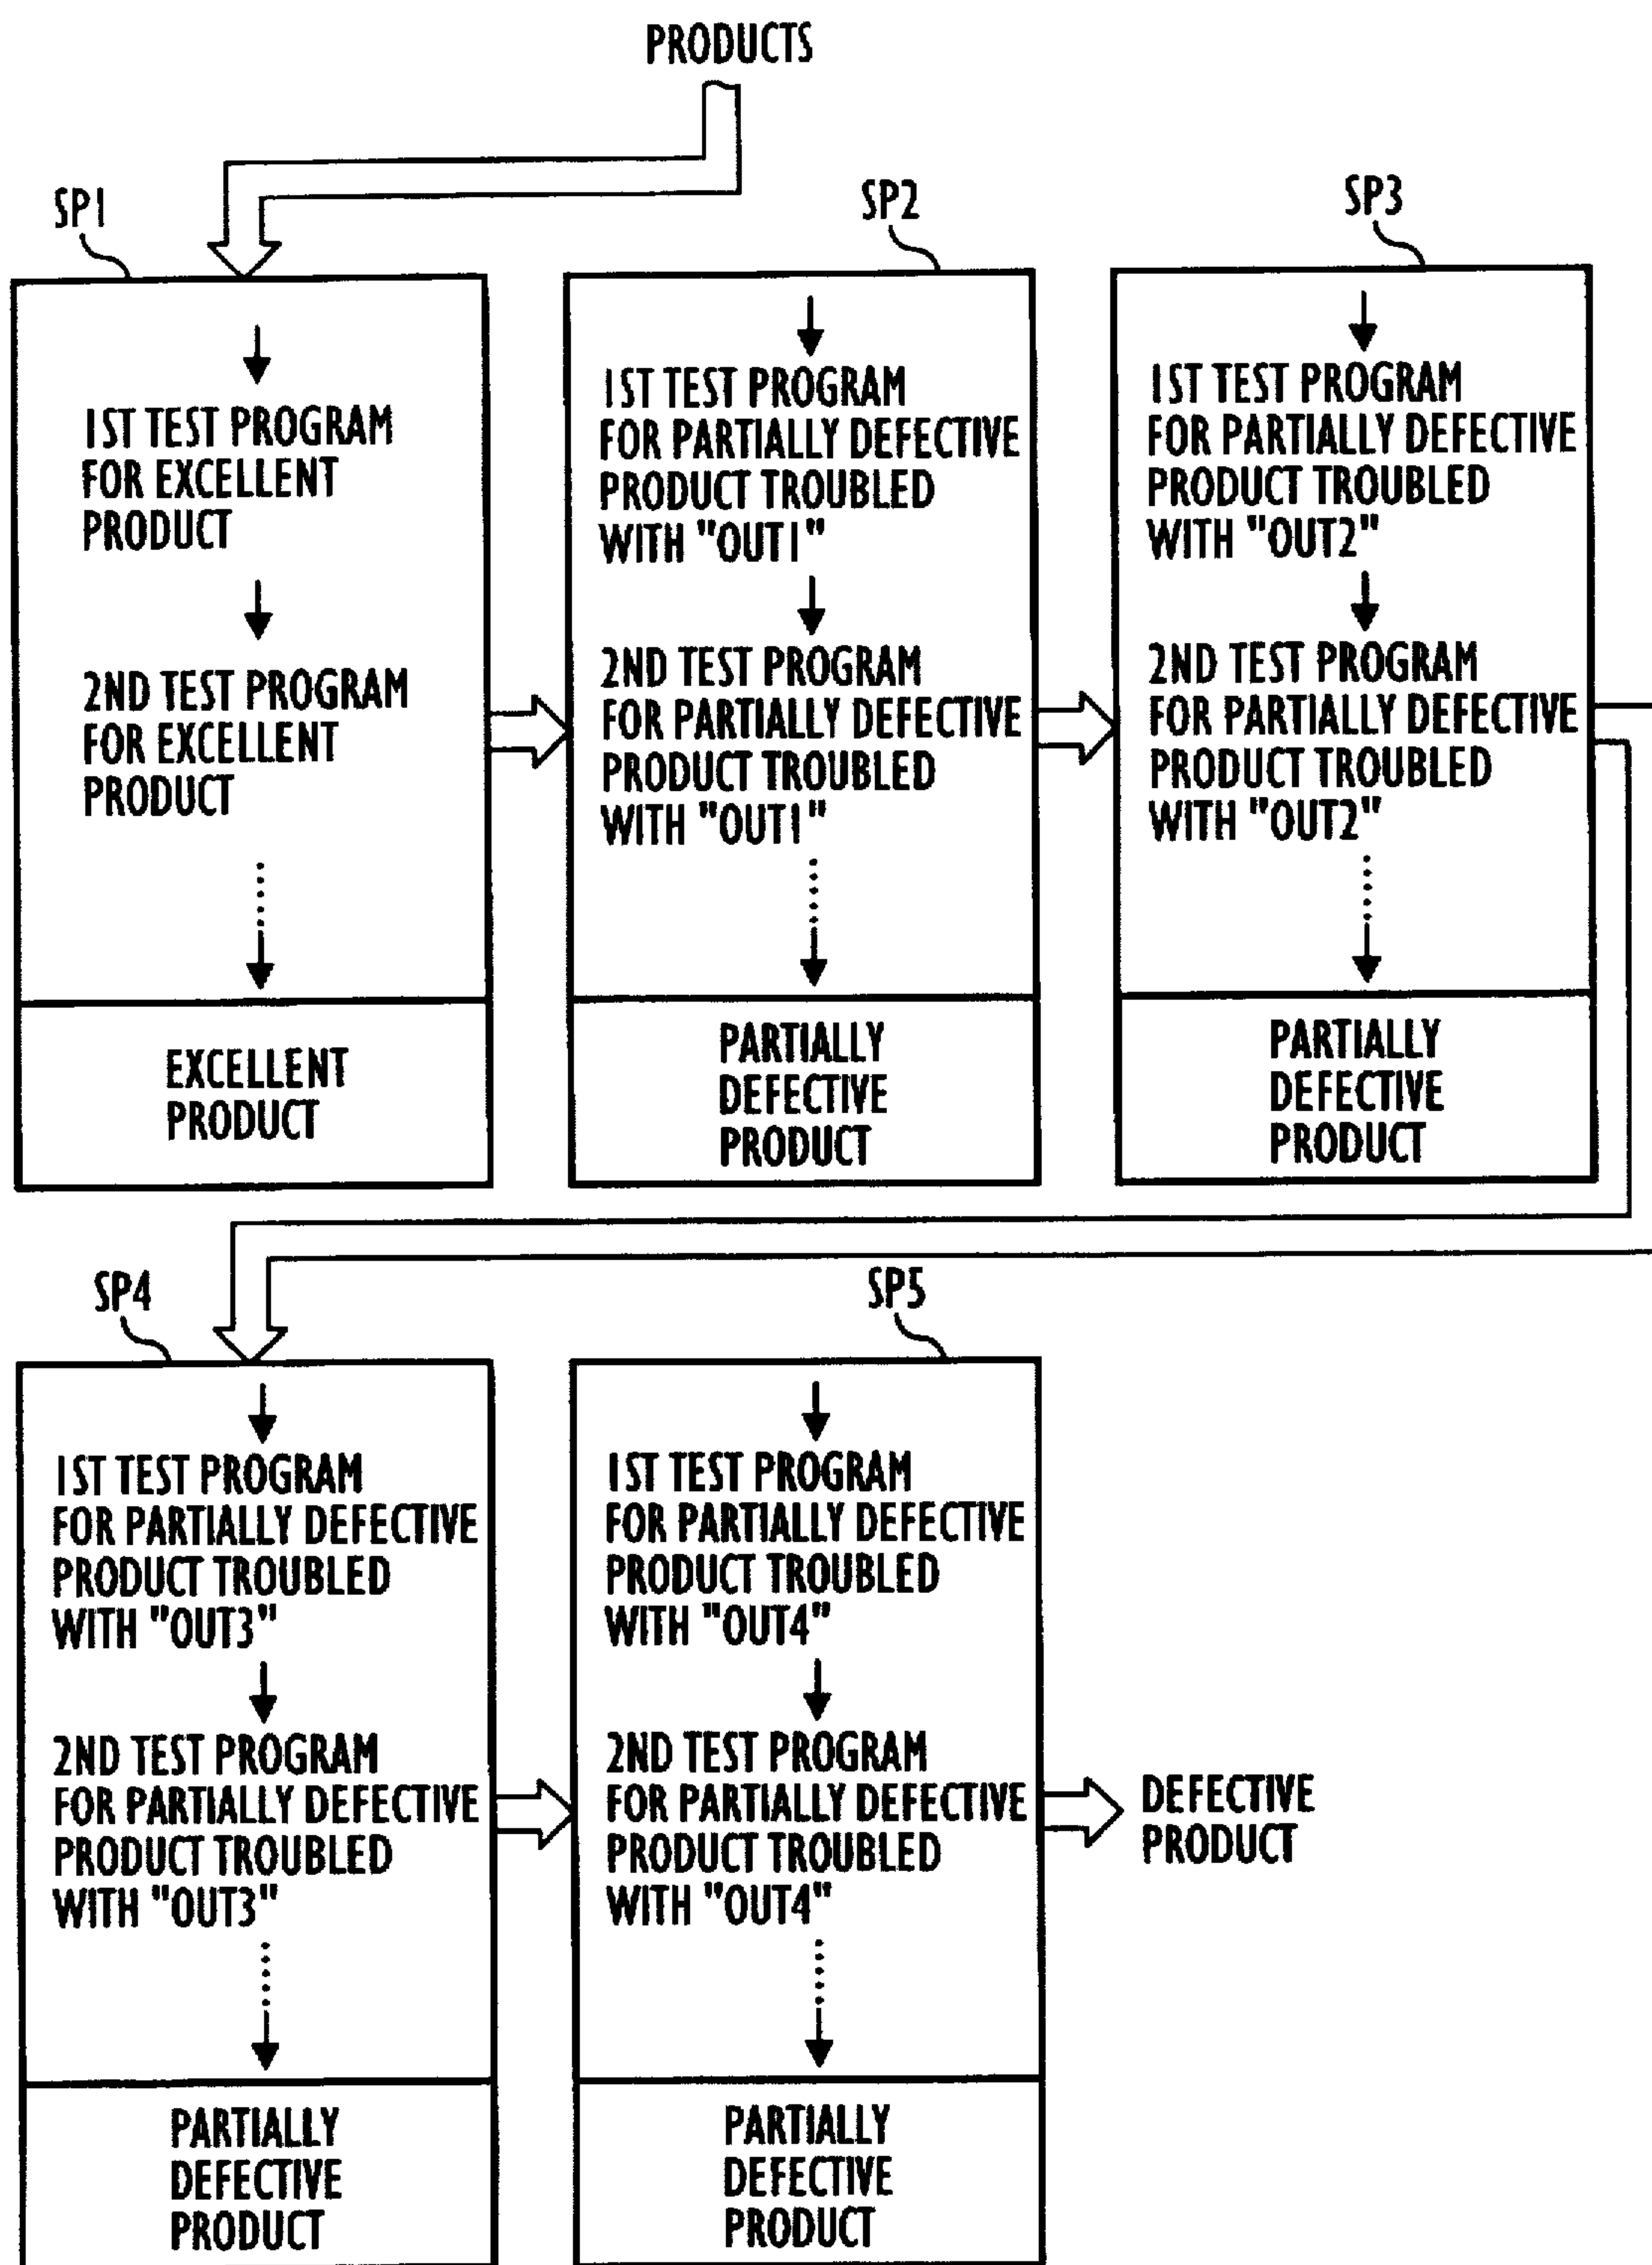 PRODUCTS
SP1
1ST TEST PROGRAM
FOR EXCELLENT
PRODUCT
2ND TEST PROGRAM
FOR EXCELLENT
PRODUCT
EXCELLENT
PRODUCT
SP2
1ST TEST PROGRAM
FOR PARTIALLY DEFECTIVE
PRODUCT TROUBLED
WITH "OUT1"
2ND TEST PROGRAM
FOR PARTIALLY DEFECTIVE
PRODUCT TROUBLED
WITH "OUT1"
PARTIALLY
DEFECTIVE
PRODUCT
SP3
1ST TEST PROGRAM
FOR PARTIALLY DEFECTIVE
PRODUCT TROUBLED
WITH "OUT2"
2ND TEST PROGRAM
FOR PARTIALLY DEFECTIVE
PRODUCT TROUBLED
WITH "OUT2"
PARTIALLY
DEFECTIVE
PRODUCT
SP4
1ST TEST PROGRAM
FOR PARTIALLY DEFECTIVE
PRODUCT TROUBLED
WITH "OUT3"
2ND TEST PROGRAM
FOR PARTIALLY DEFECTIVE
PRODUCT TROUBLED
WITH "OUT3"
PARTIALLY
DEFECTIVE
PRODUCT
SP5
1ST TEST PROGRAM
FOR PARTIALLY DEFECTIVE
PRODUCT TROUBLED
WITH "OUT4"
2ND TEST PROGRAM
FOR PARTIALLY DEFECTIVE
PRODUCT TROUBLED
WITH "OUT4"
PARTIALLY
DEFECTIVE
PRODUCT
DEFECTIVE
PRODUCT